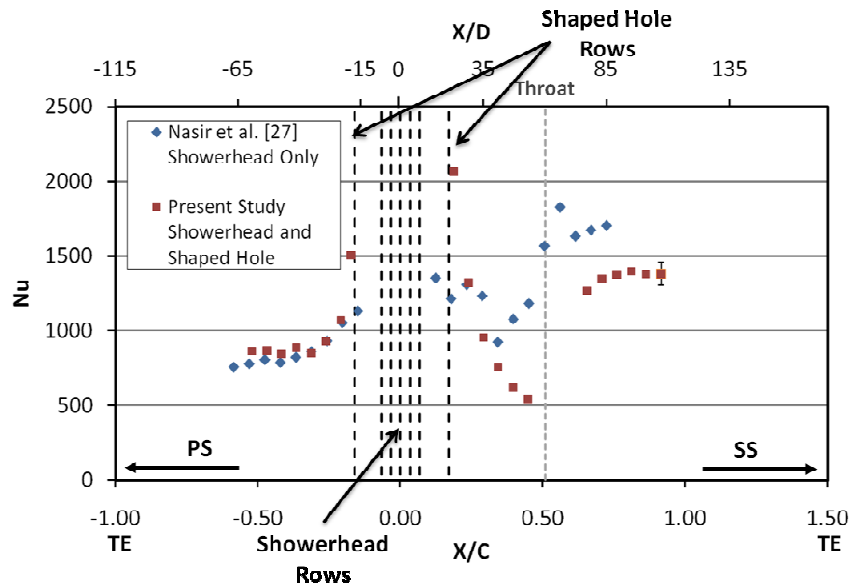 Shaped Hole
Rows
X/D
-115 -65 -15 0 35 85 135
Throat
2500
2000
1500
1000
500
0
Nu
Nasir et al. [27]
Showerhead Only
Present Study
Showerhead and
Shaped Hole
PS
SS
-1.00 -0.50 0.00 0.50 1.00 1.50
TE
Showerhead
Rows
X/C
TE